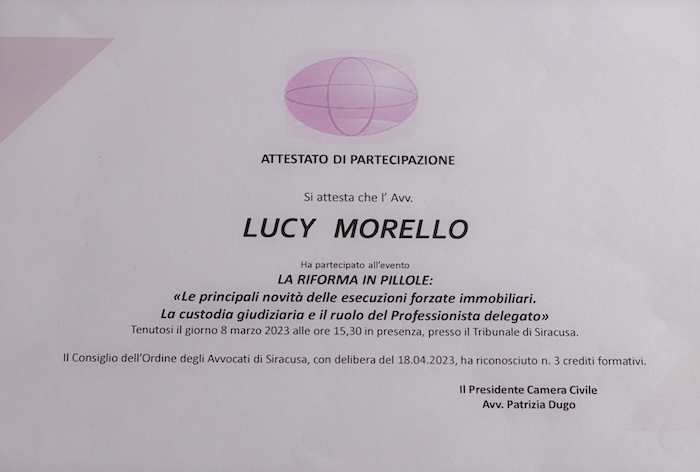 ATTESTATO DI PARTECIPAZIONE
Si attesta che l’ Avv.
LUCY MORELLO
Ha partecipato all’evento
LA RIFORMA IN PILLOLE:
«Le principali novità delle esecuzioni forzate immobiliari.
La custodia giudiziaria e il ruolo del Professionista delegato»
Tenutosi il giorno 8 marzo 2023 alle ore 15,30 in presenza, presso il Tribunale di Siracusa.
Il Consiglio dell’Ordine degli Avvocati di Siracusa, con delibera del 18.04.2023, ha riconosciuto n. 3 crediti formativi.
Il Presidente Camera Civile
Avv. Patrizia Dugo